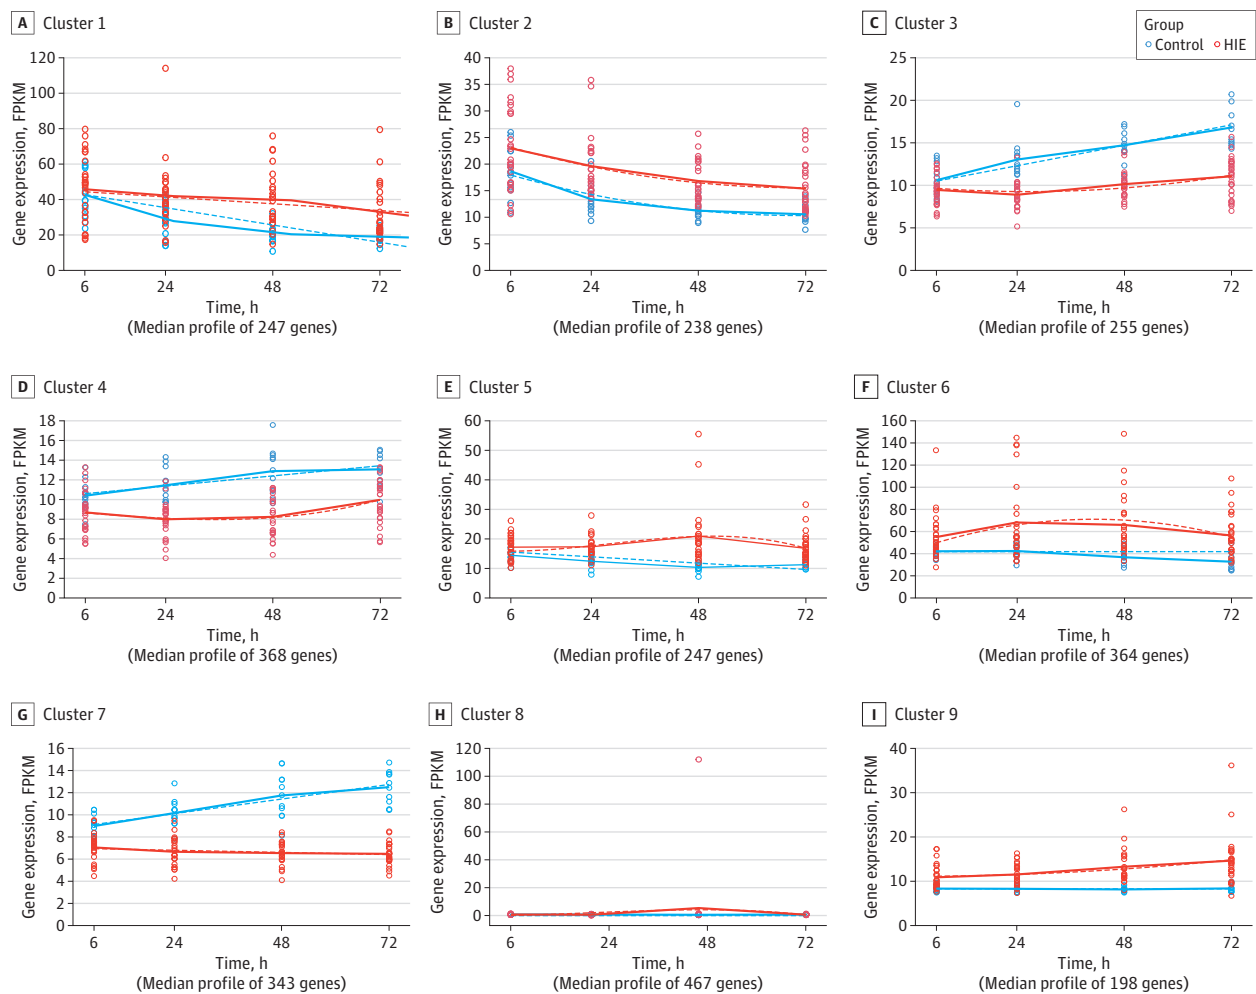 A Cluster 1
Gene expression, FPKM
120
100
80
60
40
20
0
6 24 48 72
Time, h
(Median profile of 247 genes)
B Cluster 2
Gene expression, FPKM
40
35
30
25
20
15
10
5
0
6 24 48 72
Time, h
(Median profile of 238 genes)
C Cluster 3
Group
Control HIE
Gene expression, FPKM
25
20
15
10
5
0
6 24 48 72
Time, h
(Median profile of 255 genes)
D Cluster 4
Gene expression, FPKM
18
16
14
12
10
8
6
4
2
0
6 24 48 72
Time, h
(Median profile of 368 genes)
E Cluster 5
Gene expression, FPKM
60
50
40
30
20
10
0
6 24 48 72
Time, h
(Median profile of 247 genes)
F Cluster 6
Gene expression, FPKM
160
140
120
100
80
60
40
20
0
6 24 48 72
Time, h
(Median profile of 364 genes)
G Cluster 7
Gene expression, FPKM
16
14
12
10
8
6
4
2
0
6 24 48 72
Time, h
(Median profile of 343 genes)
H Cluster 8
Gene expression, FPKM
120
100
80
70
60
50
40
30
20
10
0
6 24 48 72
Time, h
(Median profile of 467 genes)
I Cluster 9
Gene expression, FPKM
40
30
20
10
0
6 24 48 72
Time, h
(Median profile of 198 genes)